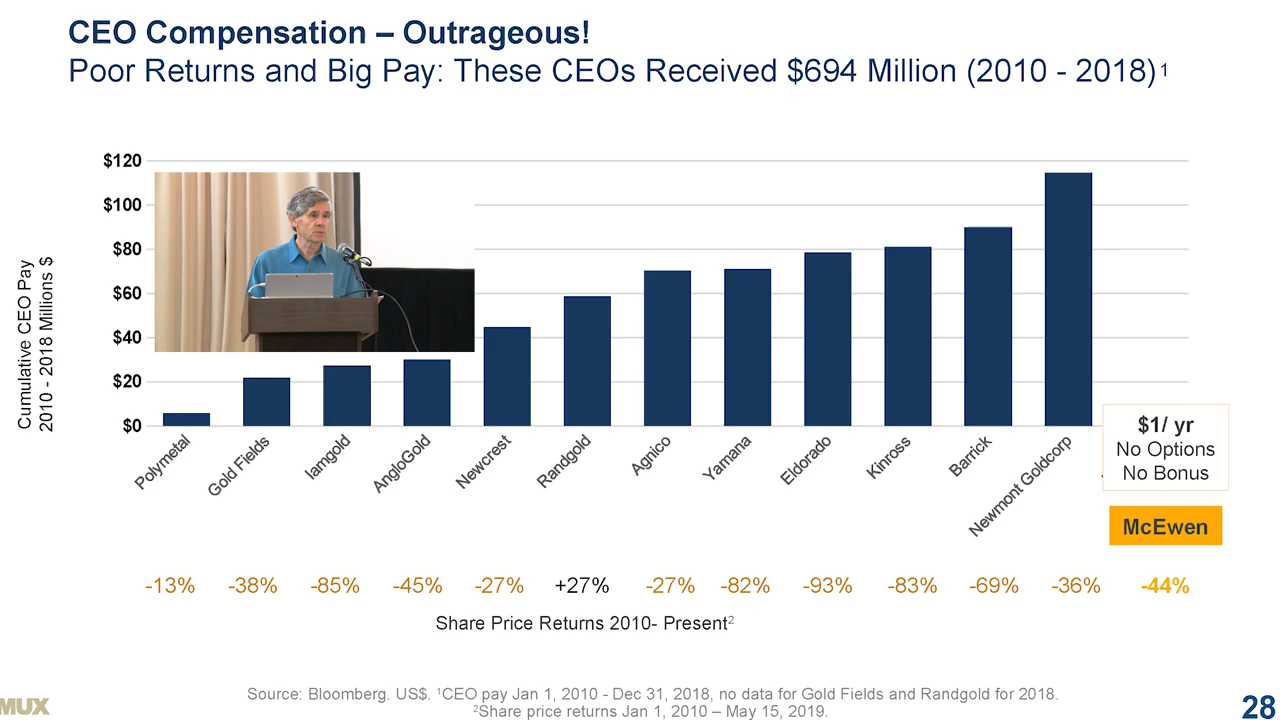 CEO Compensation – Outrageous!
Poor Returns and Big Pay: These CEOs Received $694 Million (2010 - 2018)¹
Cumulative CEO Pay
2010 - 2018 Millions $
$120
$100
$80
$60
$40
$20
$0
Polymetal
Gold Fields
Iamgold
AngloGold
Newcrest
Randgold
Agnico
Yamana
Eldorado
Kinross
Barrick
Newmont Goldcorp
$1/ yr
No Options
No Bonus
McEwen
-13% -38% -85% -45% -27% +27% -27% -82% -93% -83% -69% -36% -44%
Share Price Returns 2010- Present²
Source: Bloomberg. US$. ¹CEO pay Jan 1, 2010 - Dec 31, 2018, no data for Gold Fields and Randgold for 2018.
²Share price returns Jan 1, 2010 – May 15, 2019.
MUX
28